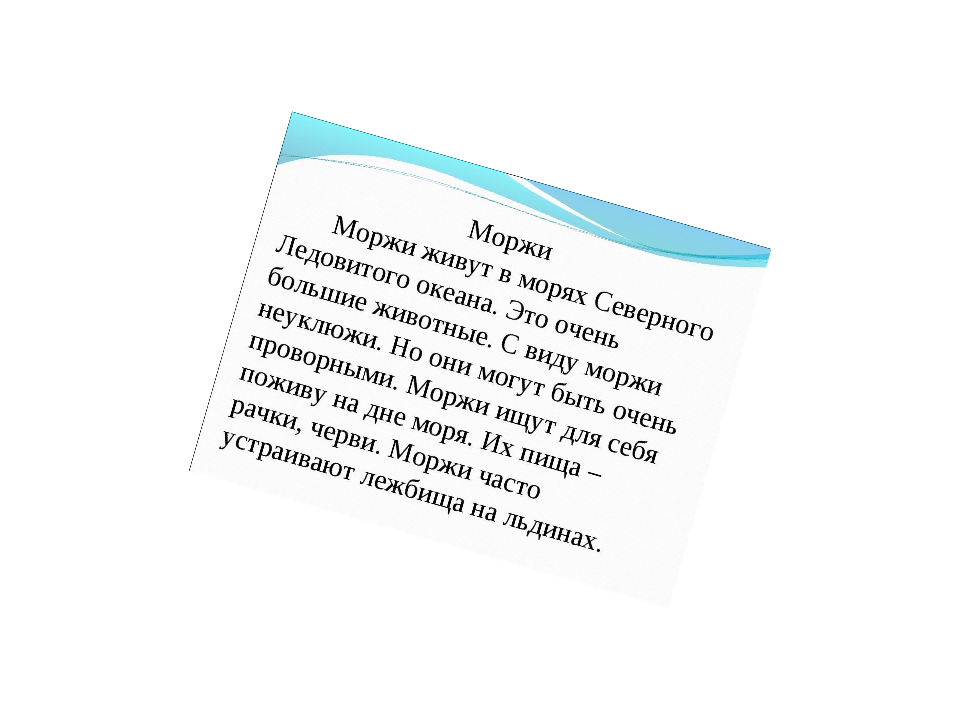 Моржи
Моржи живут в морях Северного
Ледовитого океана. Это очень
большие животные. С виду моржи
неуклюжи. Но они могут быть очень
проворными. Моржи ищут для себя
поживу на дне моря. Их пища –
рачки, черви. Моржи часто
устраивают лежбища на льдинах.